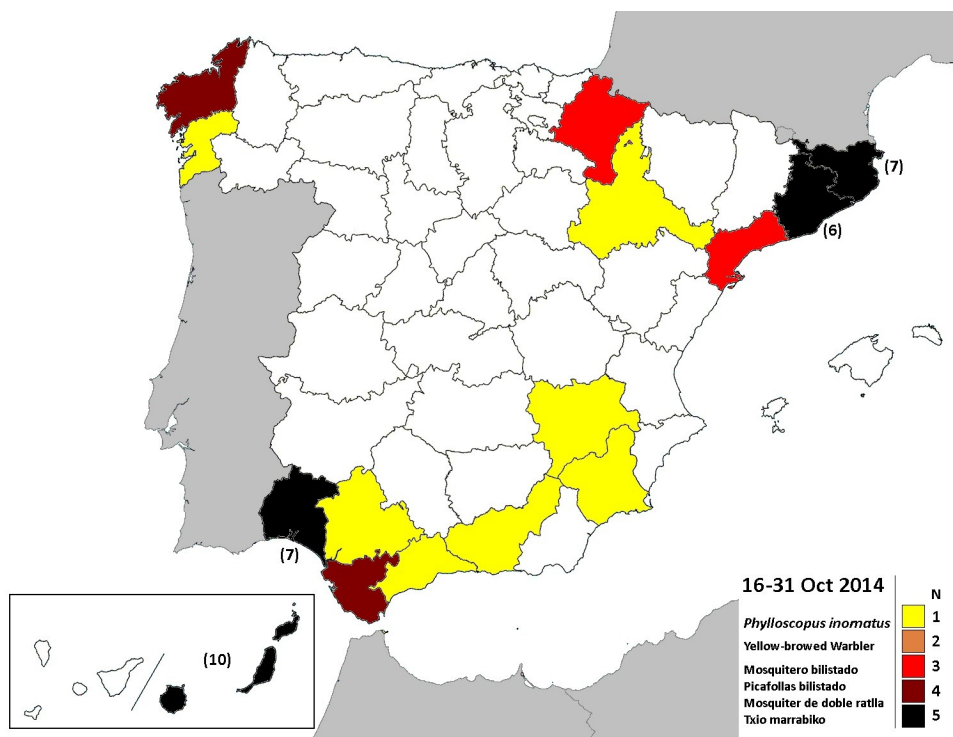 (7)
(6)
(7)
(10)
16-31 Oct 2014
N
Phylloscopus inornatus
1
Yellow-browed Warbler
2
Mosquitero bilistado
3
Picafollas bilistado
4
Mosquiter de doble ratlla
Txio marrabiko
5